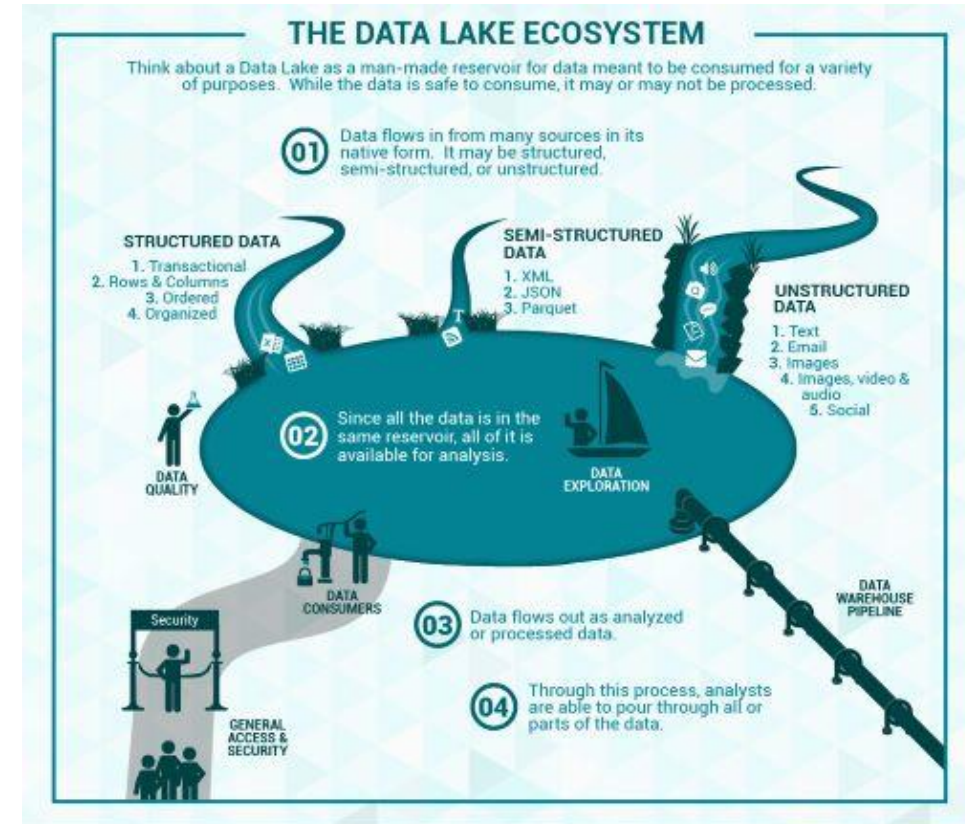 THE DATA LAKE ECOSYSTEM
Think about a Data Lake as a man-made reservoir for data meant to be consumed for a variety
of purposes. While the data is safe to consume, it may or may not be processed.
01
Data flows in from many sources in its
native form. It may be structured,
semi-structured, or unstructured.
STRUCTURED DATA
1. Transactional
2. Rows & Columns
3. Ordered
4. Organized
SEMI-STRUCTURED
DATA
1. XML
2. JSON
3. Parquet
UNSTRUCTURED
DATA
1. Text
2. Email
3. Images
4. Images, video &
audio
5. Social
T
X
02
Since all the data is in the
same reservoir, all of it is
available for analysis.
DATA
QUALITY
DATA
EXPLORATION
DATA
CONSUMERS
DATA
WAREHOUSE
PIPELINE
03
Data flows out as analyzed
or processed data.
Security
GENERAL
ACCESS &
SECURITY
04
Through this process, analysts
are able to pour through all or
parts of the data.